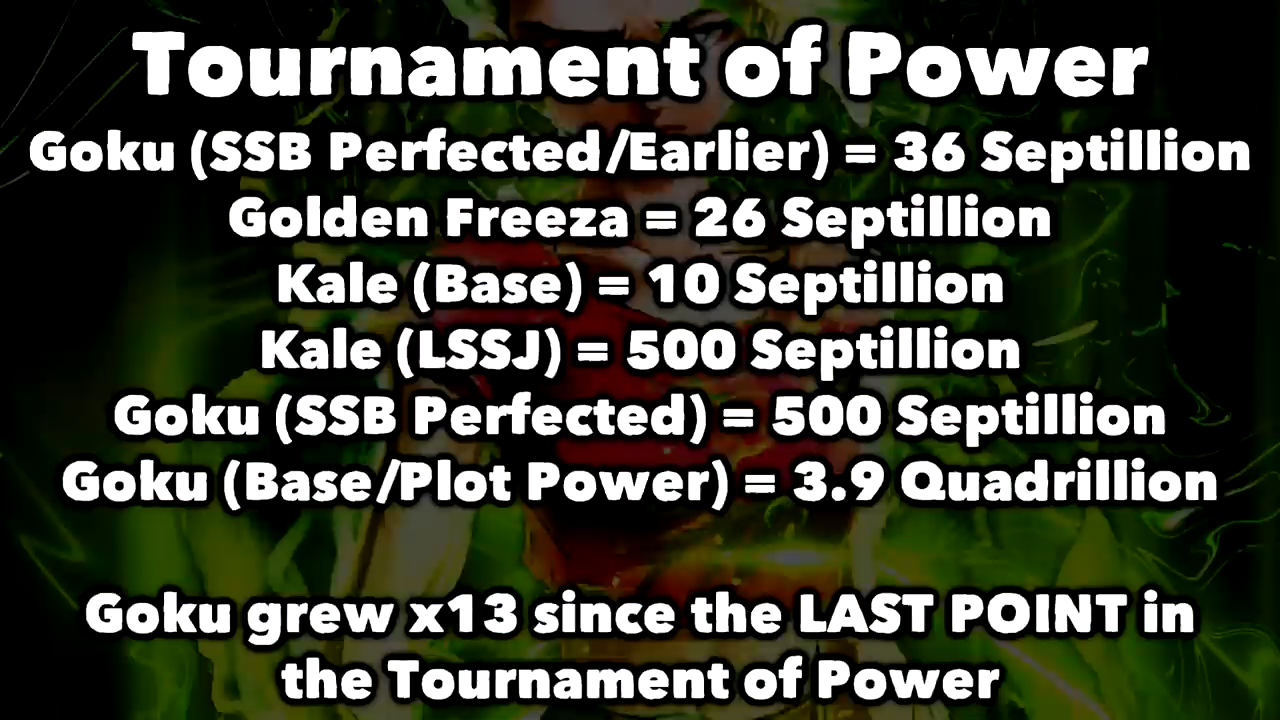 Tournament of Power
Goku (SSB Perfected/Earlier) = 36 Septillion
Golden Freeza = 26 Septillion
Kale (Base) = 10 Septillion
Kale (LSSJ) = 500 Septillion
Goku (SSB Perfected) = 500 Septillion
Goku (Base/Plot Power) = 3.9 Quadrillion
Goku grew x13 since the LAST POINT in
the Tournament of Power